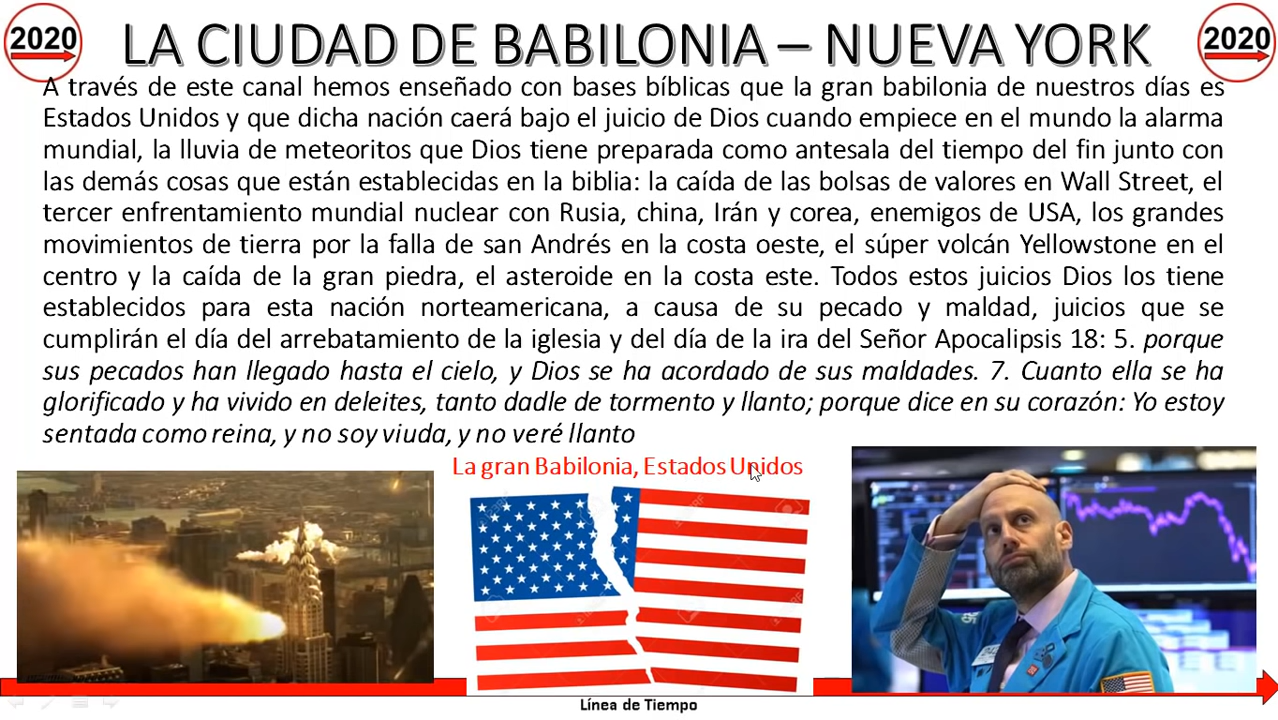 2020
LA CIUDAD DE BABILONIA – NUEVA YORK
2020
A través de este canal hemos enseñado con bases bíblicas que la gran babilonia de nuestros días es
Estados Unidos y que dicha nación caerá bajo el juicio de Dios cuando empiece en el mundo la alarma
mundial, la lluvia de meteoritos que Dios tiene preparada como antesala del tiempo del fin junto con
las demás cosas que están establecidas en la biblia: la caída de las bolsas de valores en Wall Street, el
tercer enfrentamiento mundial nuclear con Rusia, china, Irán y corea, enemigos de USA, los grandes
movimientos de tierra por la falla de san Andrés en la costa oeste, el súper volcán Yellowstone en el
centro y la caída de la gran piedra, el asteroide en la costa este. Todos estos juicios Dios los tiene
establecidos para esta nación norteamericana, a causa de su pecado y maldad, juicios que se
cumplirán el día del arrebatamiento de la iglesia y del día de la ira del Señor Apocalipsis 18: 5. porque
sus pecados han llegado hasta el cielo, y Dios se ha acordado de sus maldades. 7. Cuanto ella se ha
glorificado y ha vivido en deleites, tanto dadle de tormento y llanto; porque dice en su corazón: Yo estoy
sentada como reina, y no soy viuda, y no veré llanto
La gran Babilonia, Estados Unidos
Línea de Tiempo